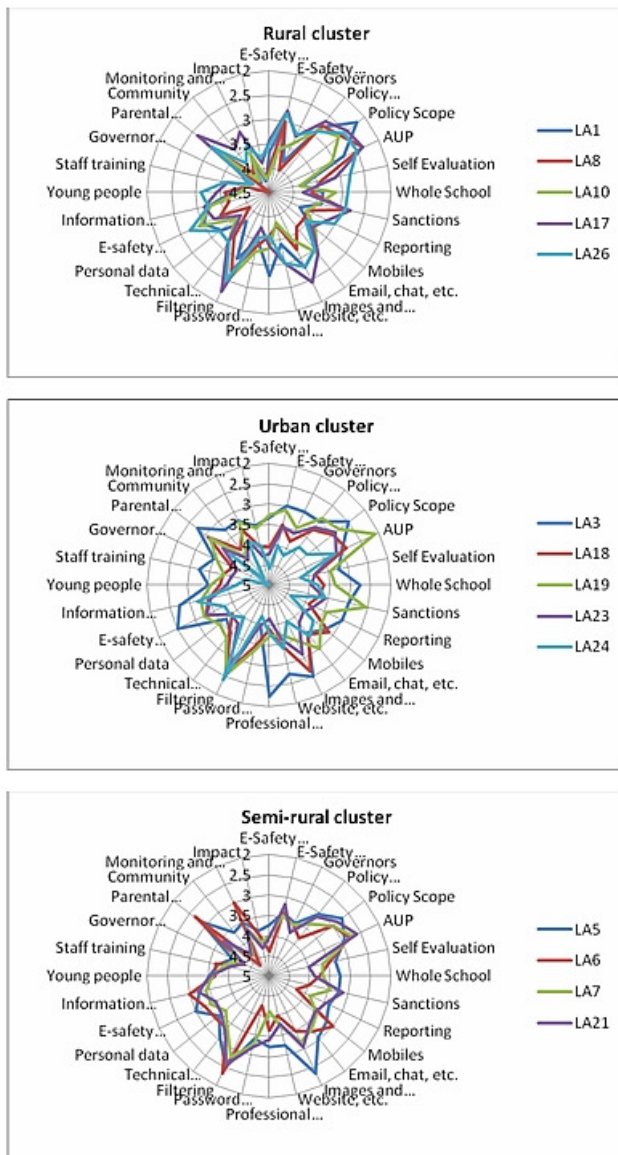 Rural cluster
E-Safety...
E-Safety...
Governors
Policy...
Policy Scope
AUP
Self Evaluation
Whole School
Sanctions
Reporting
Mobiles
Email, chat, etc.
Images and...
Website, etc.
Professional...
Password...
Filtering
Technical...
Personal data
E-safety...
Information...
Young people
Staff training
Governor...
Parental...
Community
Monitoring and...
Impact
2
2.5
3
3.5
4
4.5
LA1
LA8
LA10
LA17
LA26
Urban cluster
E-Safety...
E-Safety...
Governors
Policy...
Policy Scope
AUP
Self Evaluation
Whole School
Sanctions
Reporting
Mobiles
Email, chat, etc.
Images and...
Website, etc.
Professional...
Password...
Filtering
Technical...
Personal data
E-safety...
Information...
Young people
Staff training
Governor...
Parental...
Community
Monitoring and...
Impact
2
2.5
3
3.5
4
4.5
5
LA3
LA18
LA19
LA23
LA24
Semi-rural cluster
E-Safety...
E-Safety...
Governors
Policy...
Policy Scope
AUP
Self Evaluation
Whole School
Sanctions
Reporting
Mobiles
Email, chat, etc.
Images and...
Website, etc.
Professional...
Password...
Filtering
Technical...
Personal data
E-safety...
Information...
Young people
Staff training
Governor...
Parental...
Community
Monitoring and...
Impact
2
2.5
3
3.5
4
4.5
5
LA5
LA6
LA7
LA21